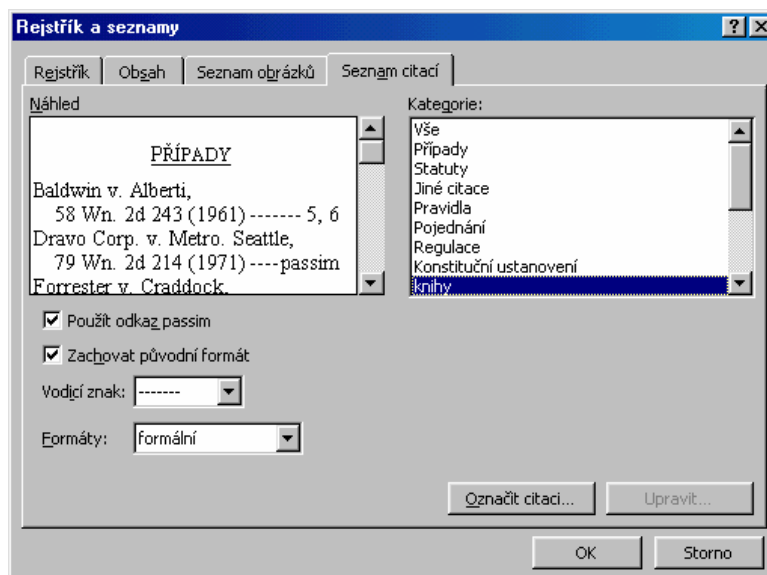 Rejstřík a seznamy
Rejstřík
Obsah
Seznam obrázků
Seznam citací
Náhled
PŘÍPADY
Baldwin v. Alberti,
58 Wn. 2d 243 (1961) ------- 5, 6
Dravo Corp. v. Metro. Seattle,
79 Wn. 2d 214 (1971) ----passim
Forrester v. Craddock,
Kategorie:
Vše
Případy
Statuty
Jiné citace
Pravidla
Pojednání
Regulace
Konstituční ustanovení
knihy
Použít odkaz passim
Zachovat původní formát
Vodicí znak: -------
Formáty: formální
Označit citaci...
Upravit...
OK
Storno